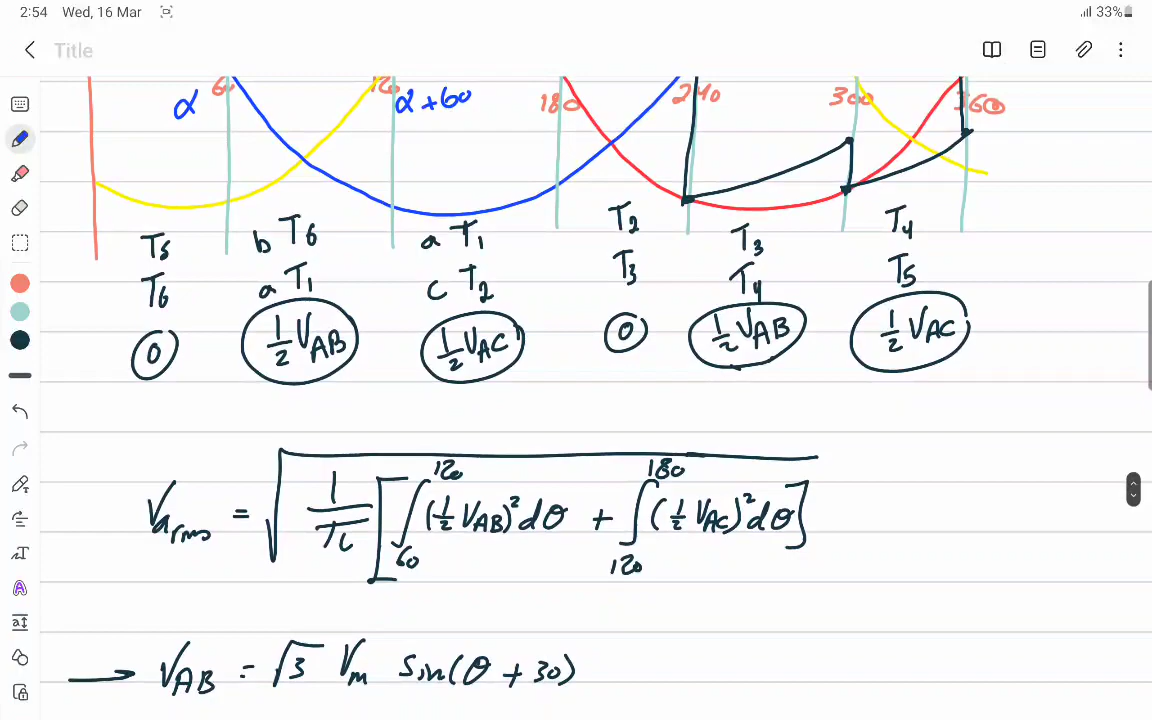 2:54 Wed, 16 Mar 33%
Title
60 120 180 240 300 360
α α+60
T5 b T6 a T1 T2 T3 T4
T6 a T1 c T2 T3 T4 T5
0 1/2 VAB 1/2 VAC 0 1/2 VAB 1/2 VAC
Va rms = √ 1/π [ ∫60^120 (1/2 VAB)² dθ + ∫120^180 (1/2 VAC)² dθ ]
→ VAB = √3 Vm Sin(θ + 30)